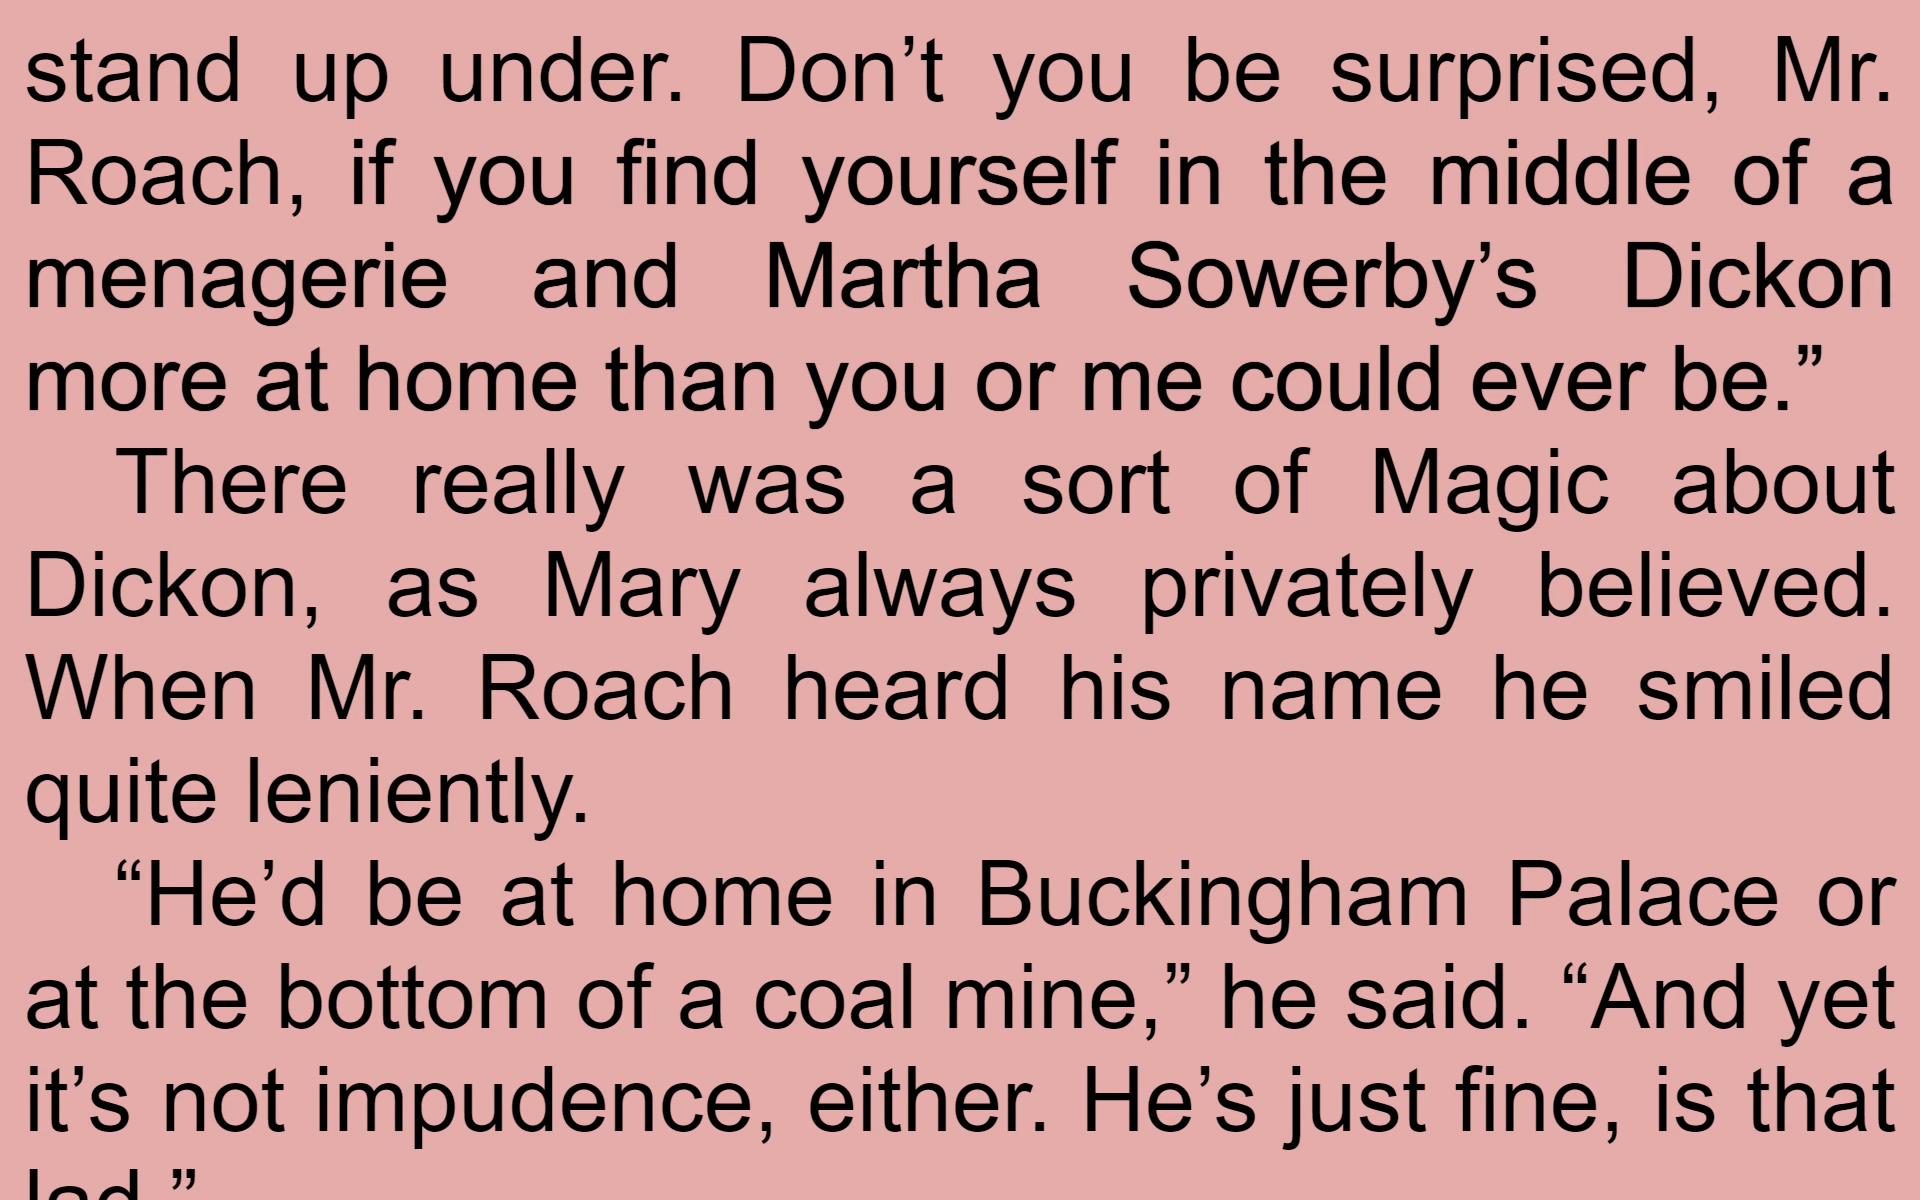 stand up under. Don’t you be surprised, Mr.
Roach, if you find yourself in the middle of a
menagerie and Martha Sowerby’s Dickon
more at home than you or me could ever be.”
There really was a sort of Magic about
Dickon, as Mary always privately believed.
When Mr. Roach heard his name he smiled
quite leniently.
“He’d be at home in Buckingham Palace or
at the bottom of a coal mine,” he said. “And yet
it’s not impudence, either. He’s just fine, is that
lad.”